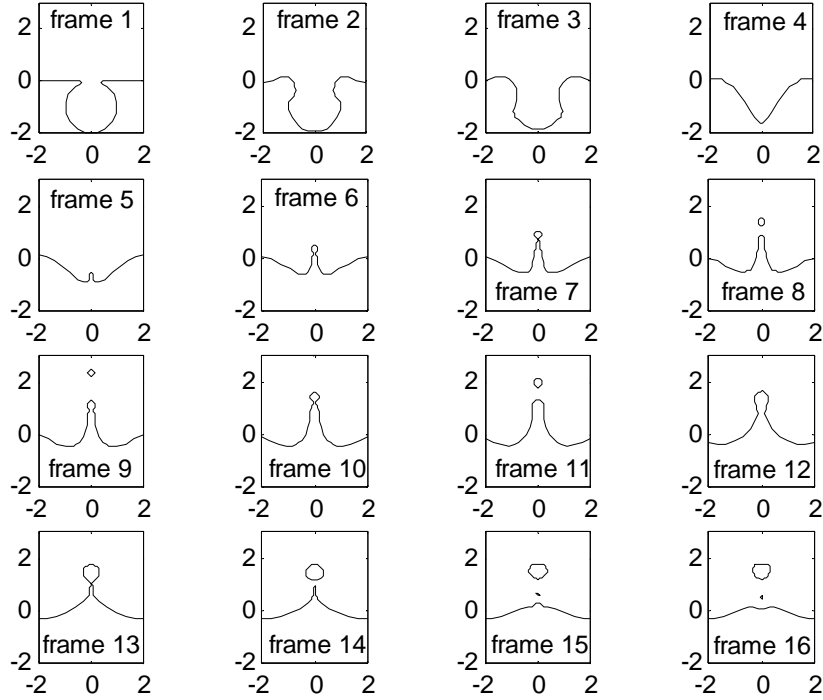 frame 1 frame 2 frame 3 frame 4
2 2 2 2
0 0 0 0
-2 -2 -2 -2
-2 0 2 -2 0 2 -2 0 2 -2 0 2
frame 5 frame 6
2 2 2 2
0 0 0 0
frame 7 frame 8
-2 -2 -2 -2
-2 0 2 -2 0 2 -2 0 2 -2 0 2
2 2 2 2
0 0 0 0
frame 9 frame 10 frame 11 frame 12
-2 -2 -2 -2
-2 0 2 -2 0 2 -2 0 2 -2 0 2
2 2 2 2
0 0 0 0
frame 13 frame 14 frame 15 frame 16
-2 -2 -2 -2
-2 0 2 -2 0 2 -2 0 2 -2 0 2